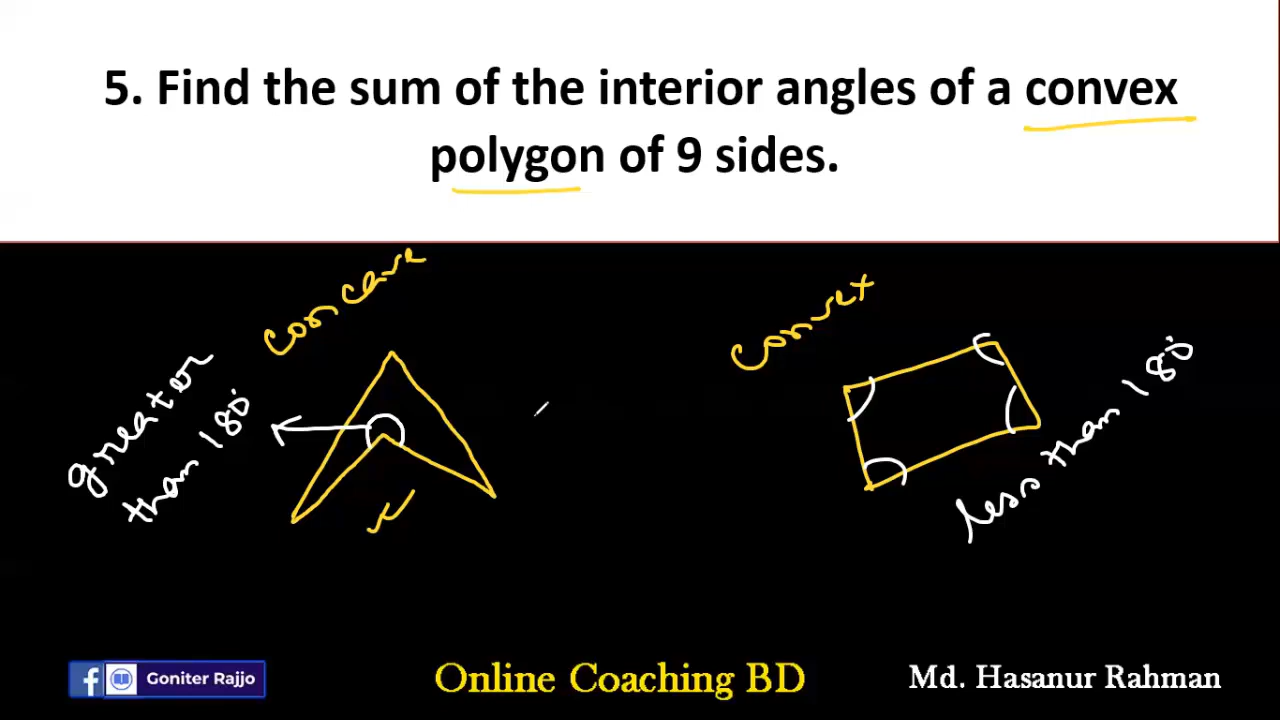 5. Find the sum of the interior angles of a convex
polygon of 9 sides.
concave
greater
than 180°
convex
less than 180°
Goniter Rajjo
Online Coaching BD
Md. Hasanur Rahman